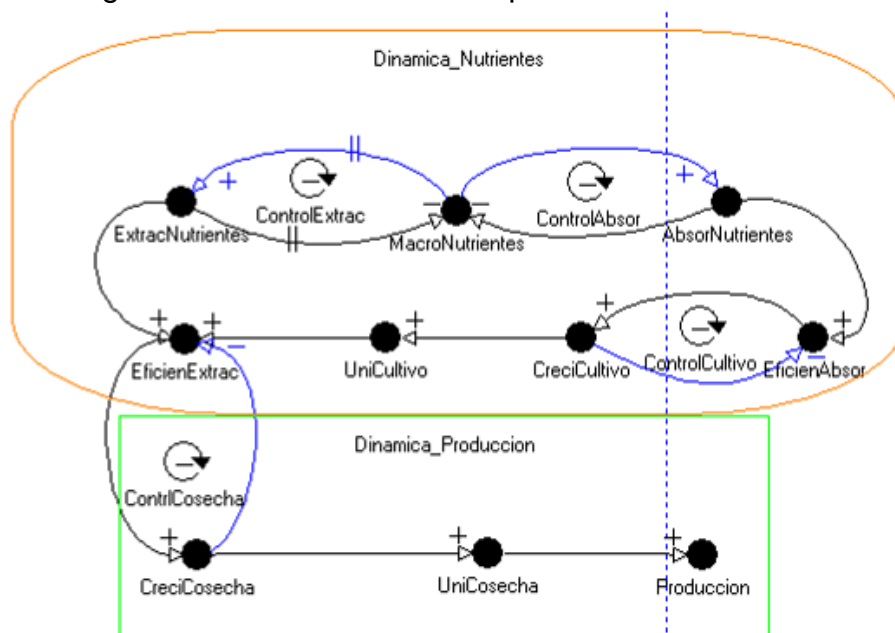 Dinamica_Nutrientes
+
ControlExtrac
ControlAbsor
+
ExtracNutrientes
MacroNutrientes
AbsorNutrientes
+
+
+
+
+
EficienExtrac
UniCultivo
CreciCultivo
ControlCultivo
EficienAbsor
Dinamica_Produccion
ContrlCosecha
+
+
+
CreciCosecha
UniCosecha
Produccion